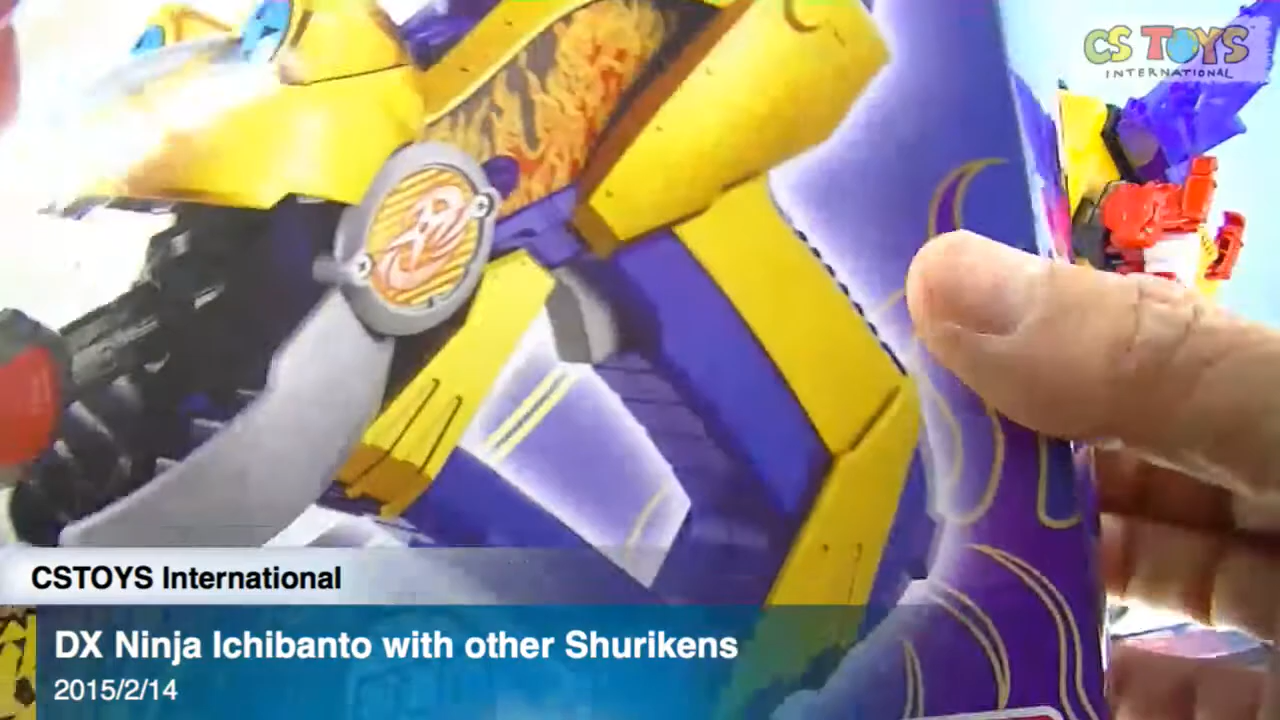 CS TOYS
INTERNATIONAL
CSTOYS International
DX Ninja Ichibanto with other Shurikens
2015/2/14